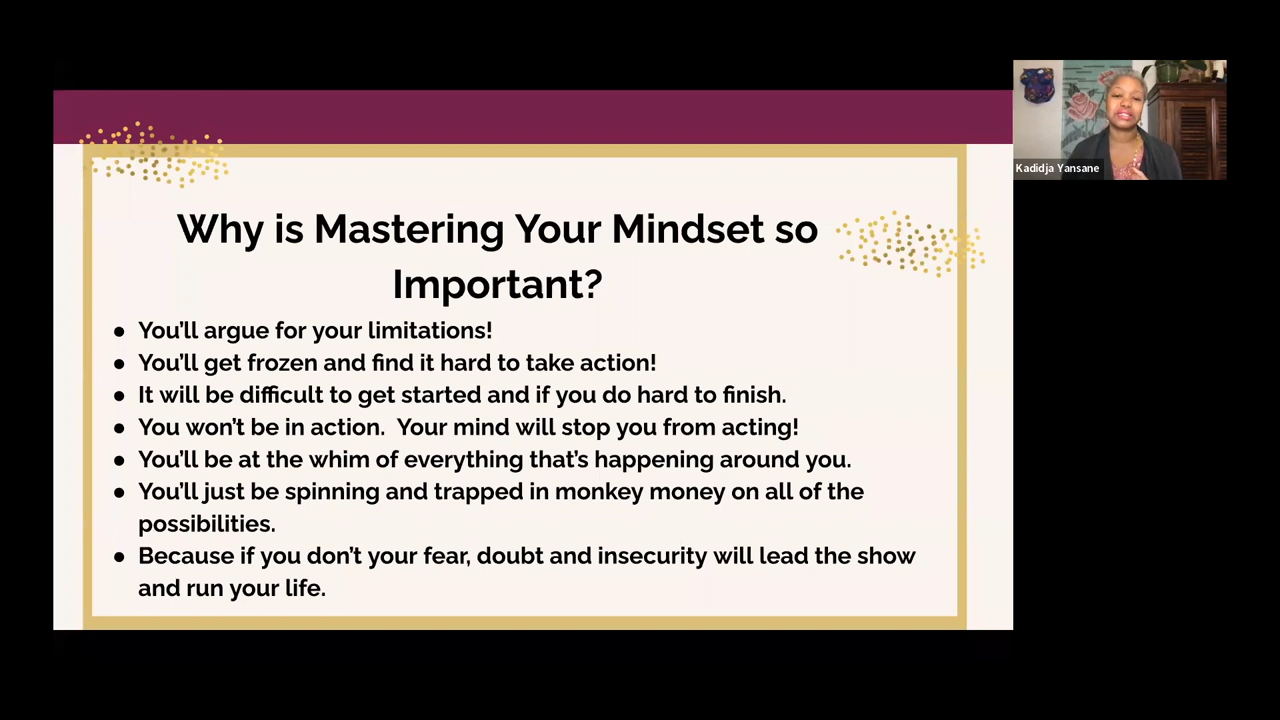 Why is Mastering Your Mindset so
Important?
● You'll argue for your limitations!
● You'll get frozen and find it hard to take action!
● It will be difficult to get started and if you do hard to finish.
● You won't be in action.  Your mind will stop you from acting!
● You'll be at the whim of everything that's happening around you.
● You'll just be spinning and trapped in monkey money on all of the
possibilities.
● Because if you don't your fear, doubt and insecurity will lead the show
and run your life.
Kadidja Yansane